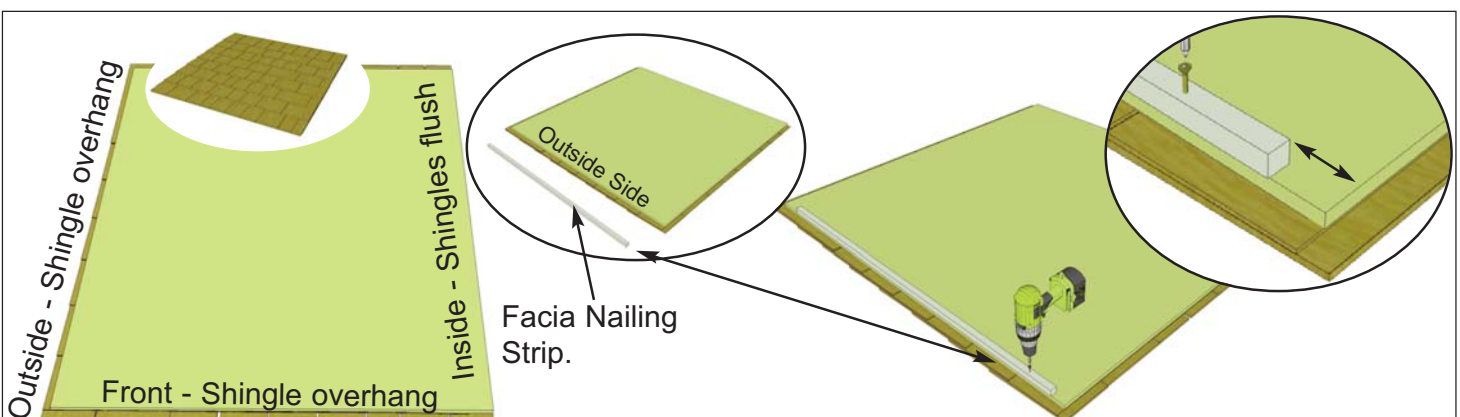 Outside - Shingle overhang
Inside - Shingles flush
Front - Shingle overhang
Outside Side
Facia Nailing
Strip.